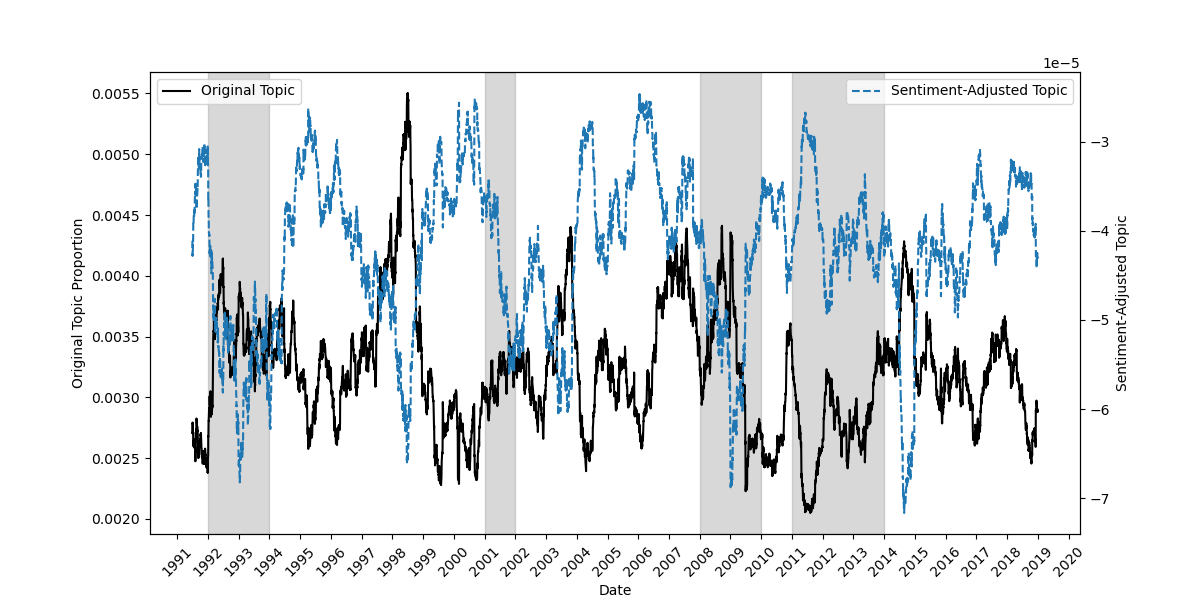 1e−5
Original Topic
Sentiment-Adjusted Topic
0.0055
0.0050
0.0045
0.0040
0.0035
0.0030
0.0025
0.0020
Original Topic Proportion
−3
−4
−5
−6
−7
Sentiment-Adjusted Topic
1991 1992 1993 1994 1995 1996 1997 1998 1999 2000 2001 2002 2003 2004 2005 2006 2007 2008 2009 2010 2011 2012 2013 2014 2015 2016 2017 2018 2019 2020
Date